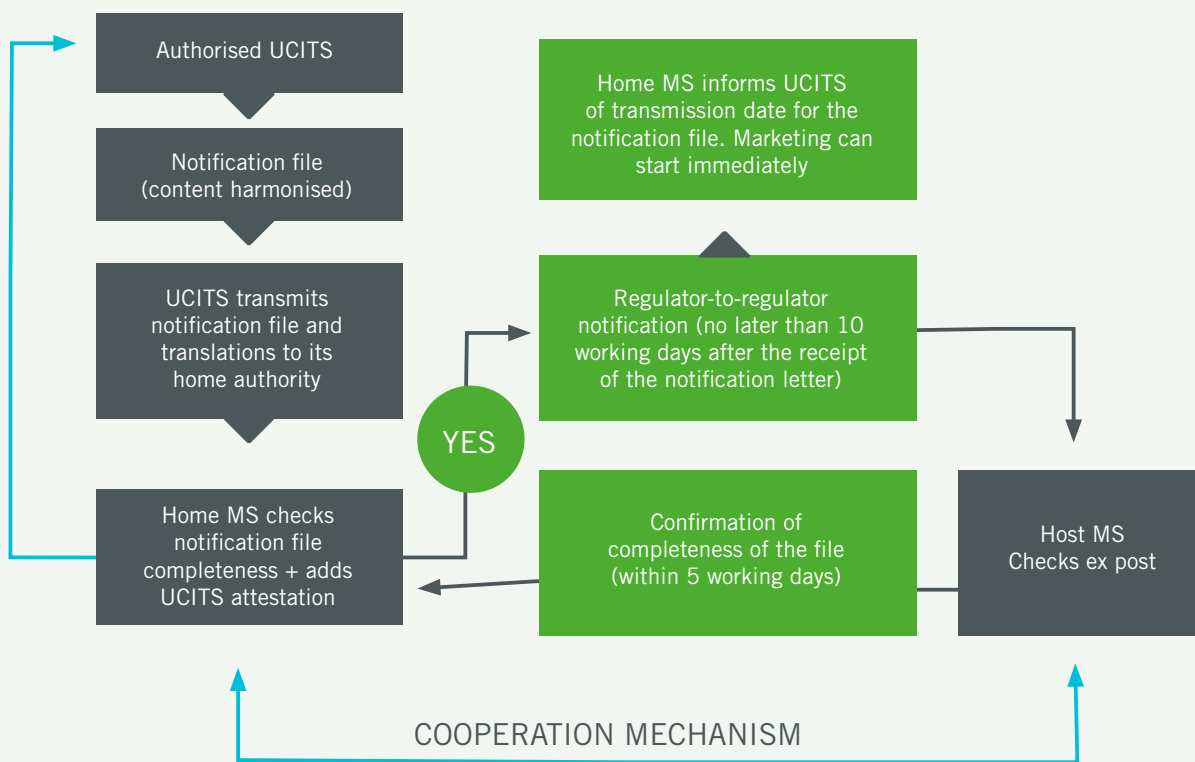 Authorised UCITS
Notification file
(content harmonised)
UCITS transmits
notification file and
translations to its
home authority
Home MS checks
notification file
completeness + adds
UCITS attestation
YES
Home MS informs UCITS
of transmission date for the
notification file. Marketing can
start immediately
Regulator-to-regulator
notification (no later than 10
working days after the receipt
of the notification letter)
Confirmation of
completeness of the file
(within 5 working days)
Host MS
Checks ex post
COOPERATION MECHANISM